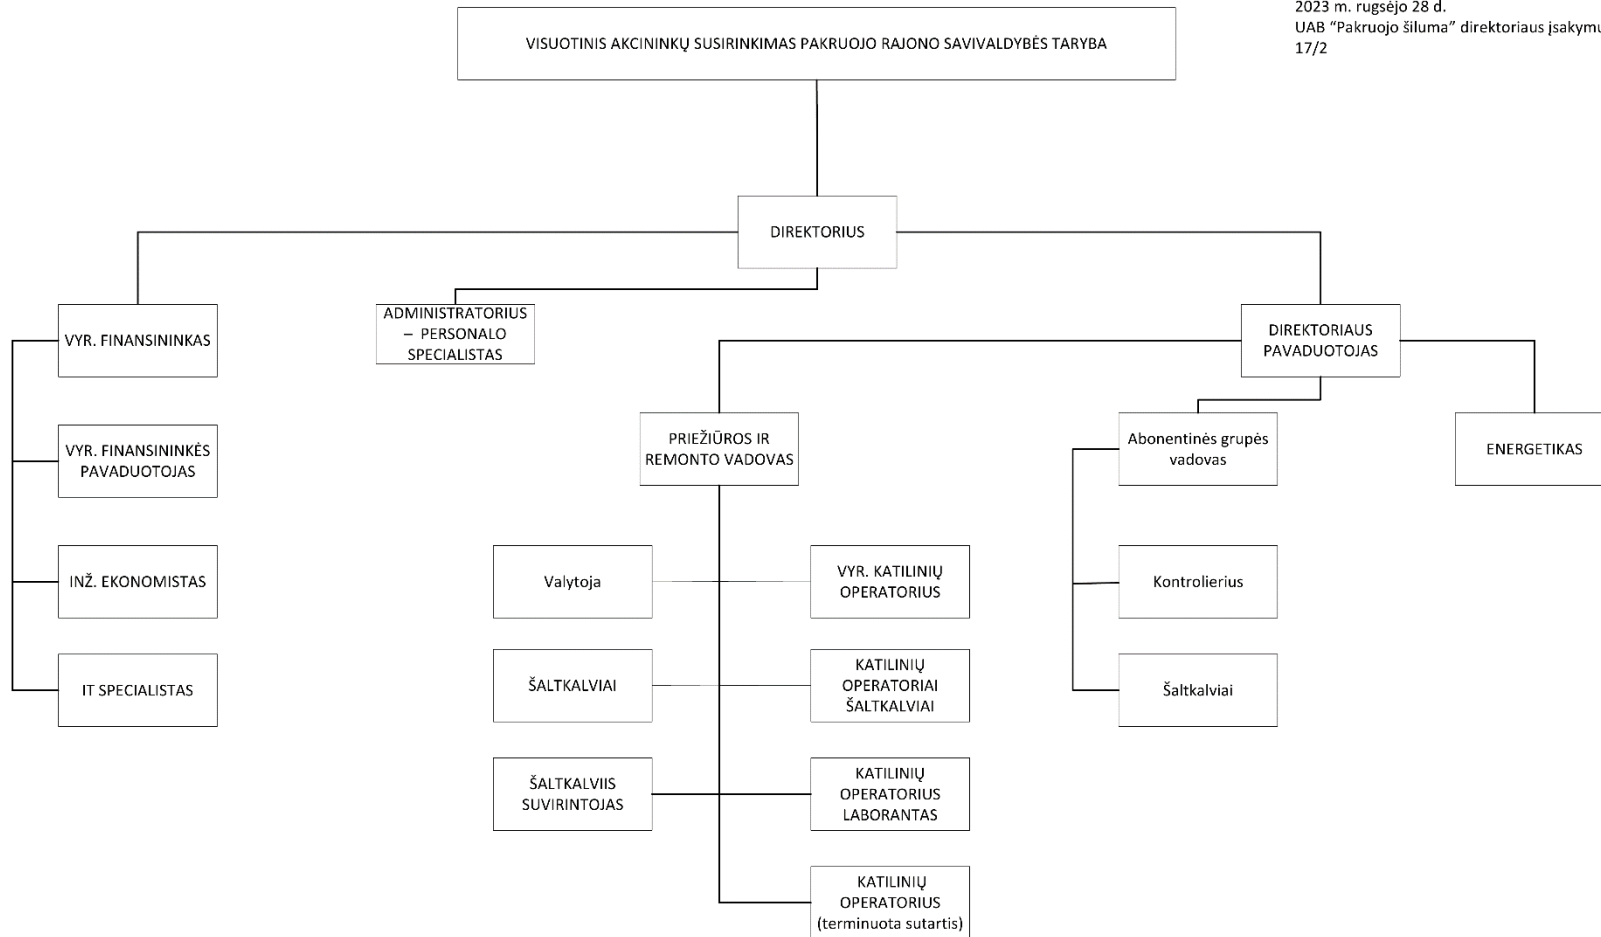 2023 m. rugsėjo 28 d.
UAB “Pakruojo šiluma” direktoriaus įsakymu
17/2
VISUOTINIS AKCININKŲ SUSIRINKIMAS PAKRUOJO RAJONO SAVIVALDYBĖS TARYBA
DIREKTORIUS
VYR. FINANSININKAS
ADMINISTRATORIUS
– PERSONALO
SPECIALISTAS
DIREKTORIAUS
PAVADUOTOJAS
VYR. FINANSININKĖS
PAVADUOTOJAS
PRIEŽIŪROS IR
REMONTO VADOVAS
Abonentinės grupės
vadovas
ENERGETIKAS
INŽ. EKONOMISTAS
Valytoja
VYR. KATILINIŲ
OPERATORIUS
Kontrolierius
IT SPECIALISTAS
ŠALTKALVIAI
KATILINIŲ
OPERATORIAI
ŠALTKALVIAI
Šaltkalviai
ŠALTKALVIIS
SUVIRINTOJAS
KATILINIŲ
OPERATORIUS
LABORANTAS
KATILINIŲ
OPERATORIUS
(terminuota sutartis)